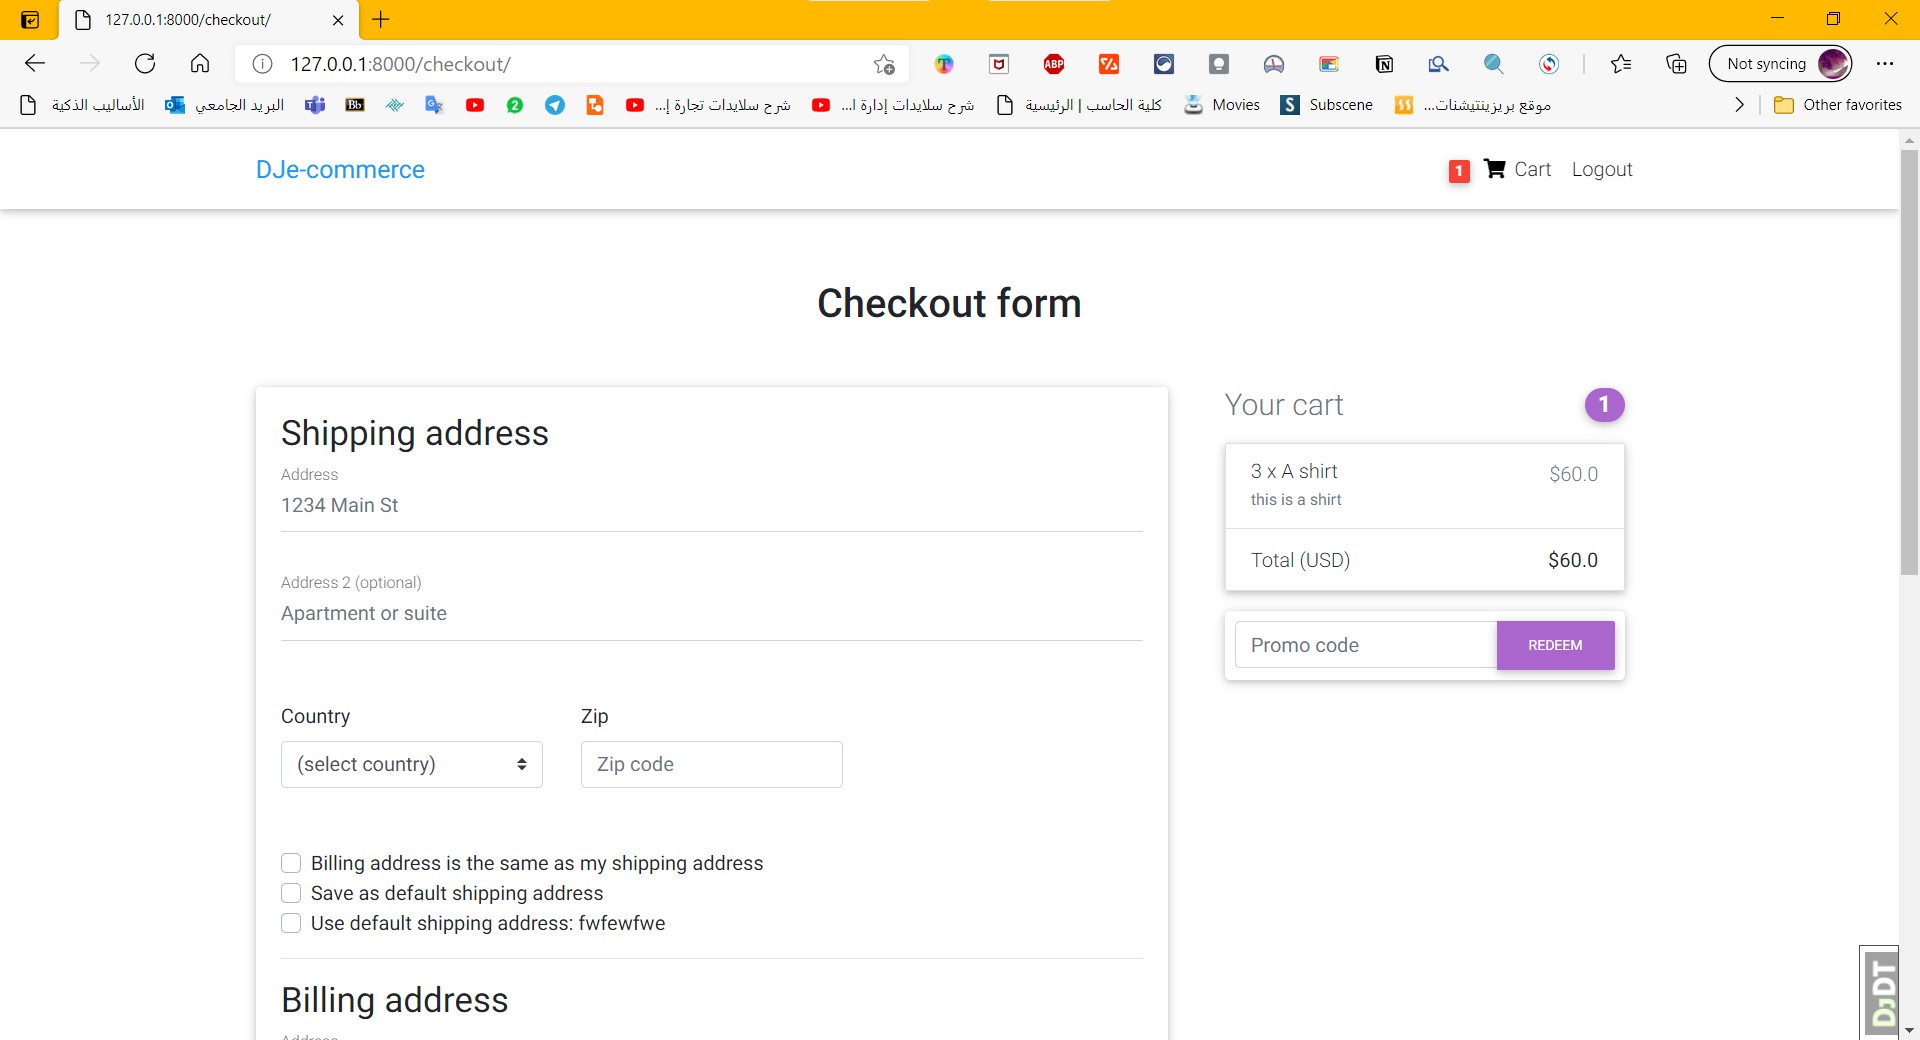 127.0.0.1:8000/checkout/
127.0.0.1:8000/checkout/
ABP
Not syncing
الأساليب الذكية
البريد الجامعي
Bb
2
شرح سلايدات تجارة إ...
شرح سلايدات إدارة ا...
كلية الحاسب | الرئيسية
Movies
S
Subscene
موقع بريزينتيشنات...
Other favorites
DJe-commerce
1
Cart
Logout
Checkout form
Shipping address
Address
1234 Main St
Address 2 (optional)
Apartment or suite
Country
Zip
(select country)
Zip code
Billing address is the same as my shipping address
Save as default shipping address
Use default shipping address: fwfewfwe
Billing address
Address
Your cart
1
3 x A shirt
$60.0
this is a shirt
Total (USD)
$60.0
Promo code
REDEEM
DJDT